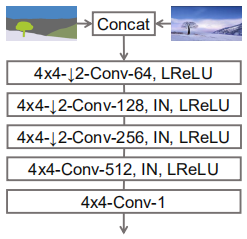 Concat
4x4-↓2-Conv-64, LReLU
4x4-↓2-Conv-128, IN, LReLU
4x4-↓2-Conv-256, IN, LReLU
4x4-Conv-512, IN, LReLU
4x4-Conv-1